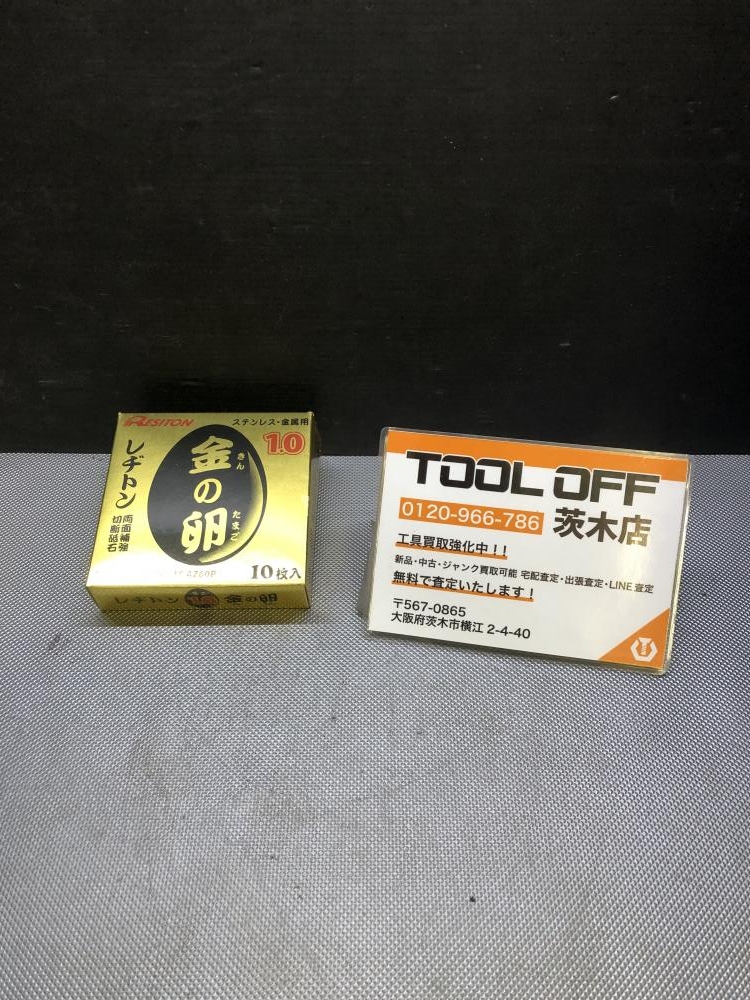 RESITON
ステンレス・金属用
1.0
レヂトン
金の卵
きん
たまご
両面補強
切断砥石
AZ60P
10枚入
レヂトン 金の卵
TOOL OFF
0120-966-786 茨木店
工具買取強化中！！
新品・中古・ジャンク買取可能 宅配査定・出張査定・LINE査定
無料で査定いたします！
〒567-0865
大阪府茨木市横江 2-4-40